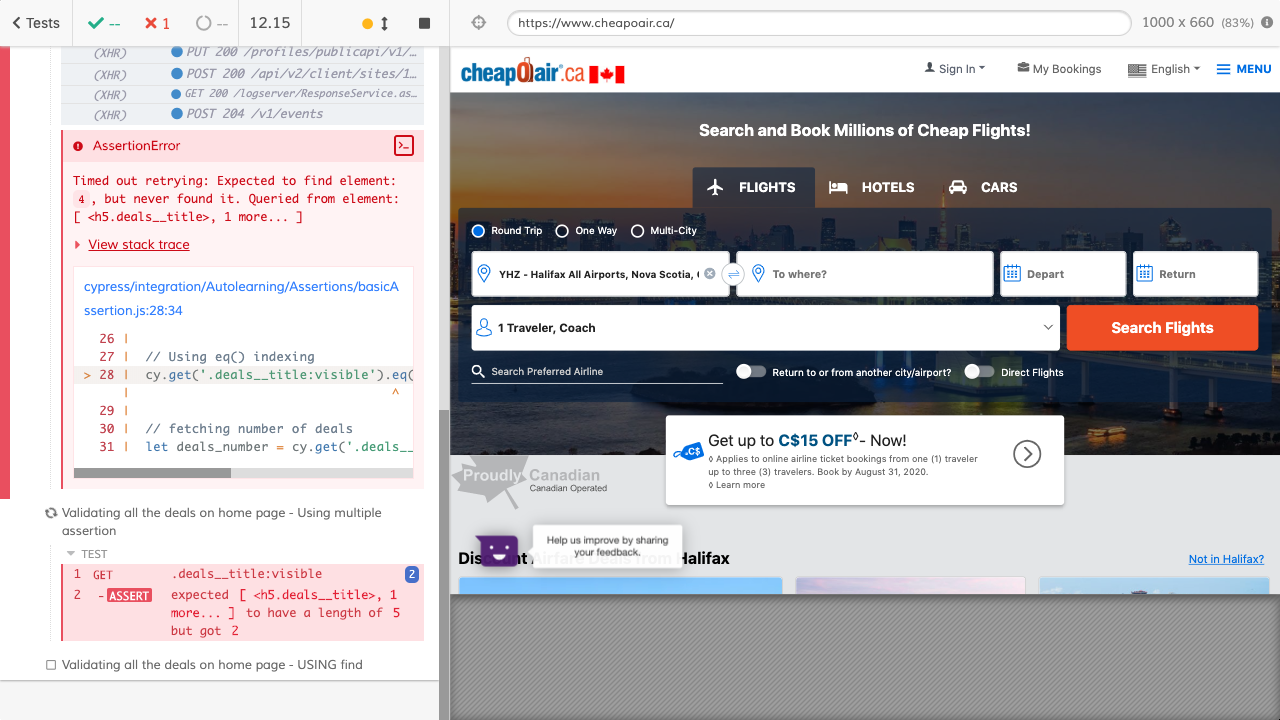 Tests
--
1
--
12.15
https://www.cheapoair.ca/
1000 x 660 (83%)
(XHR) PUT 200 /profiles/publicapi/v1/…
(XHR) POST 200 /api/v2/client/sites/1…
(XHR) GET 200 /logserver/ResponseService.as…
(XHR) POST 204 /v1/events
AssertionError
Timed out retrying: Expected to find element:
4, but never found it. Queried from element:
[ <h5.deals__title>, 1 more... ]
View stack trace
cypress/integration/Autolearning/Assertions/basicA
ssertion.js:28:34
26 |
27 | // Using eq() indexing
> 28 | cy.get('.deals__title:visible').eq(
| ^
29 |
30 | // fetching number of deals
31 | let deals_number = cy.get('.deals__
Validating all the deals on home page - Using multiple
assertion
TEST
1 GET .deals__title:visible 2
2 -ASSERT expected [ <h5.deals__title>, 1
more... ] to have a length of 5
but got 2
Validating all the deals on home page - USING find
cheapOair.ca
Sign In
My Bookings
English
MENU
Search and Book Millions of Cheap Flights!
FLIGHTS
HOTELS
CARS
Round Trip
One Way
Multi-City
YHZ - Halifax All Airports, Nova Scotia, (
To where?
Depart
Return
1 Traveler, Coach
Search Flights
Search Preferred Airline
Return to or from another city/airport?
Direct Flights
.C$
Get up to C$15 OFF◊- Now!
◊ Applies to online airline ticket bookings from one (1) traveler
up to three (3) travelers. Book by August 31, 2020.
◊ Learn more
Proudly Canadian
Canadian Operated
Help us improve by sharing
your feedback.
Discount Airfare Deals from Halifax
Not in Halifax?